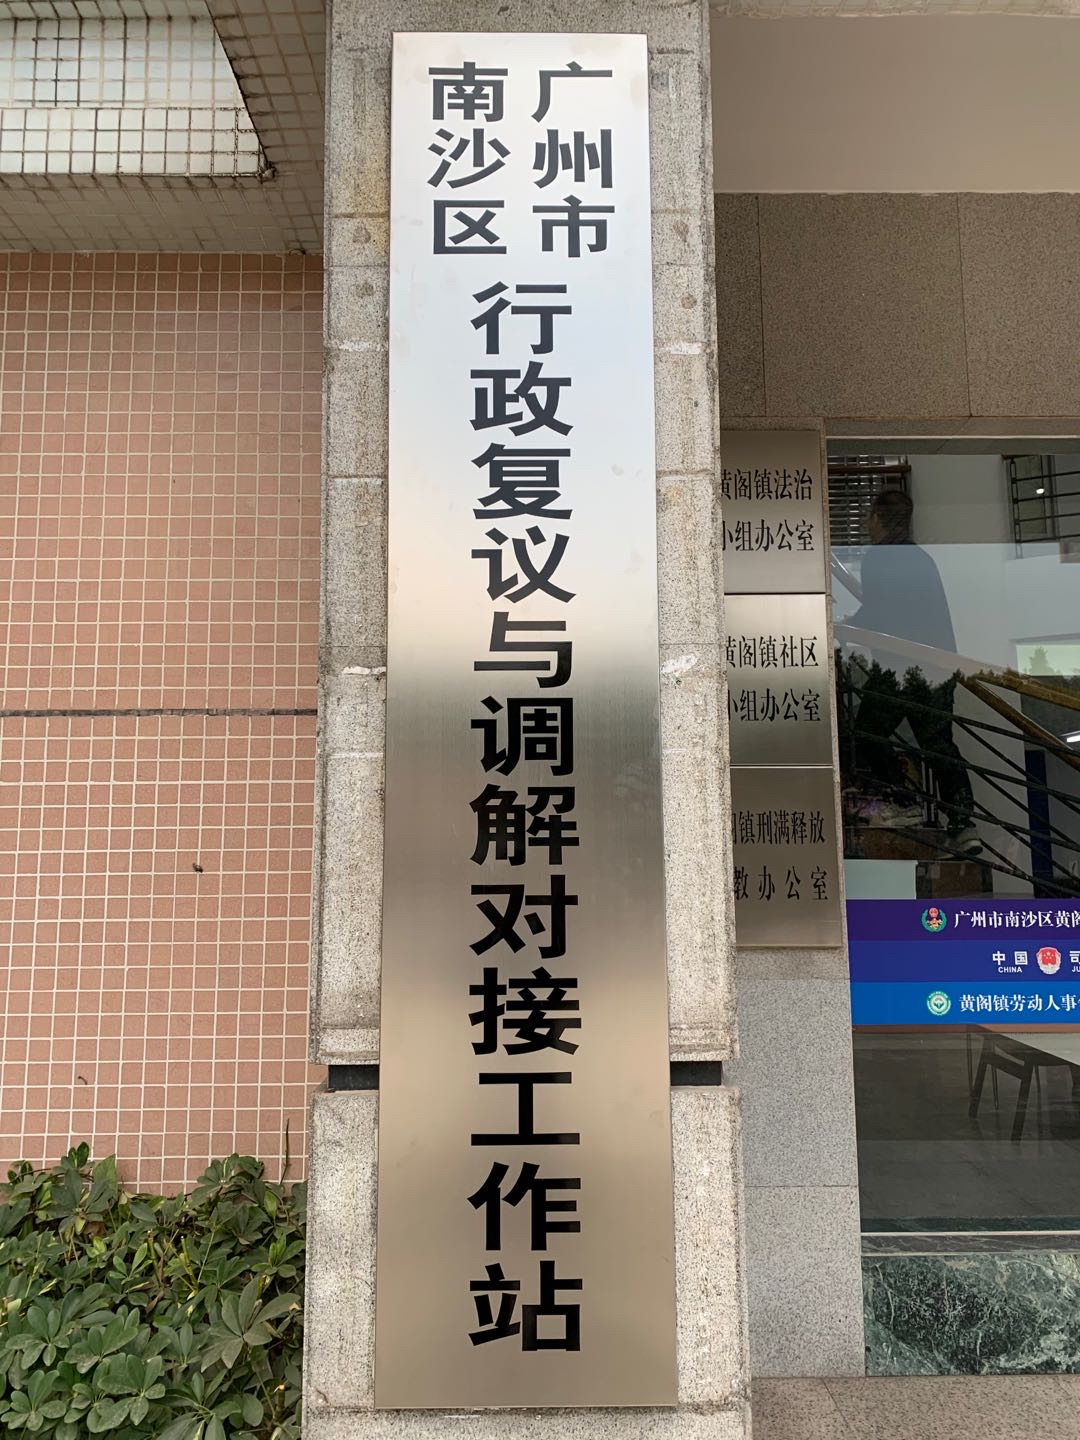 广州市
南沙区
行政复议与调解对接工作站
黄阁镇法治
小组办公室
黄阁镇社区
小组办公室
阁镇刑满释放
教办公室
广州市南沙区黄阁
中国 司
CHINA JU
黄阁镇劳动人事